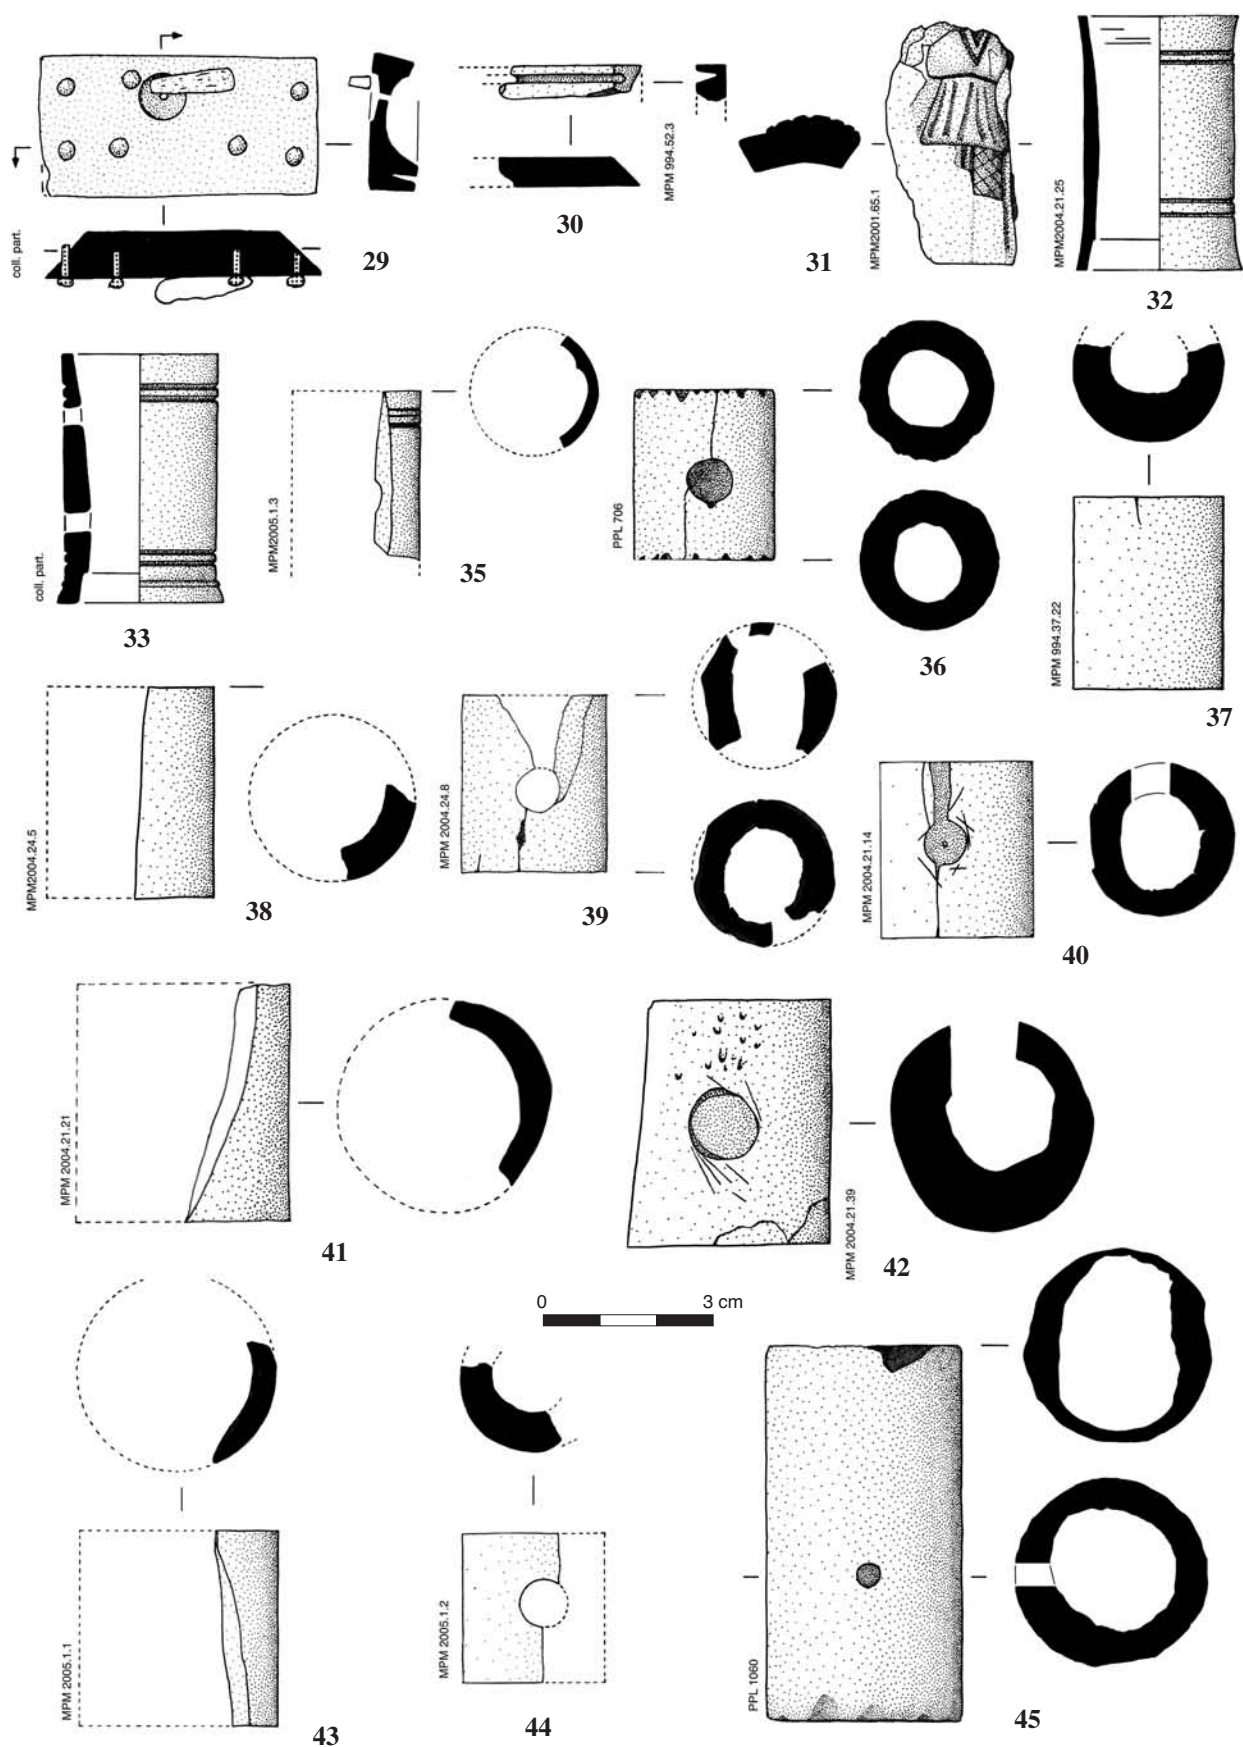 coll. part.
29
MPM 994.52.3
30
31
MPM2001.65.1
MPM2004.21.25
32
coll. part.
33
MPM2005.1.3
35
PPL 706
36
MPM 994.37.22
37
MPM2004.24.5
38
MPM 2004.24.8
39
MPM 2004.21.14
40
MPM 2004.21.21
41
MPM 2004.21.39
42
0 3 cm
MPM 2005.1.1
43
MPM 2005.1.2
44
PPL 1060
45